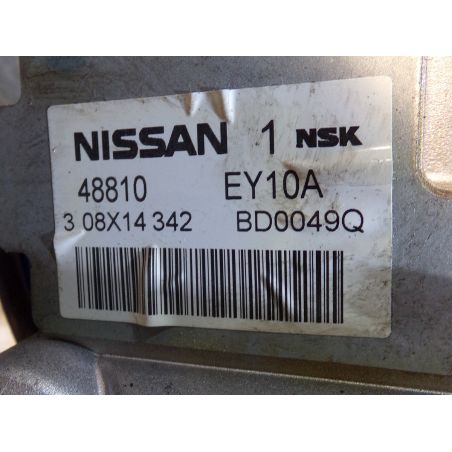 NISSAN 1 NSK
48810 EY10A
3 08X14 342 BD0049Q